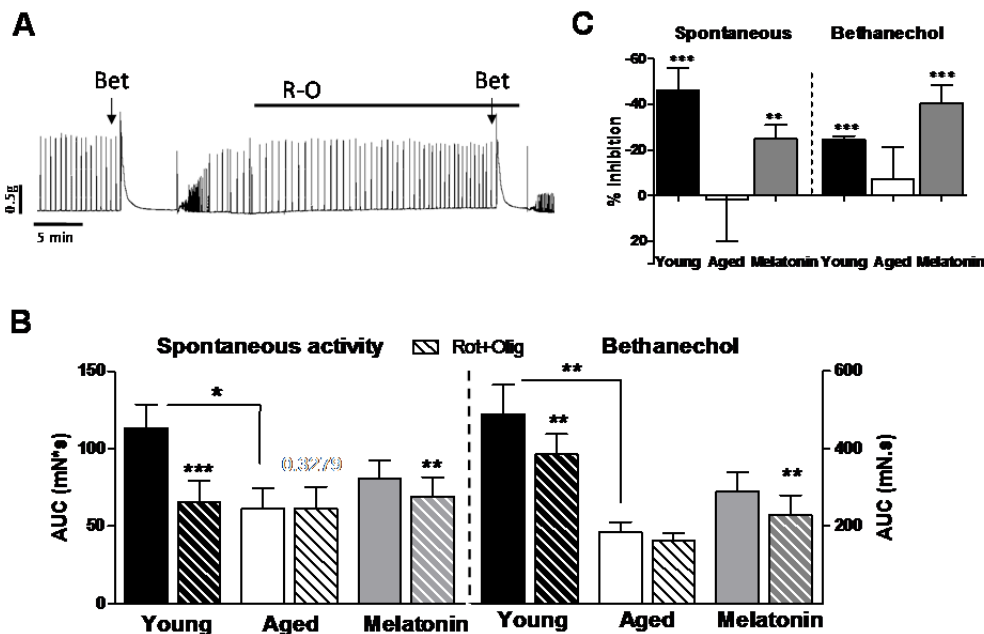 A
Bet
R-O
Bet
0.5g
5 min
C
Spontaneous Bethanechol
-60
-40
-20
0
20
% Inhibition
*** ** *** ***
Young Aged Melatonin Young Aged Melatonin
B
Spontaneous activity Rot+Olig Bethanechol
150
100
50
0
AUC (mN*s)
* *** 0.3279 **
** ** **
600
400
200
AUC (mN.s)
Young Aged Melatonin Young Aged Melatonin